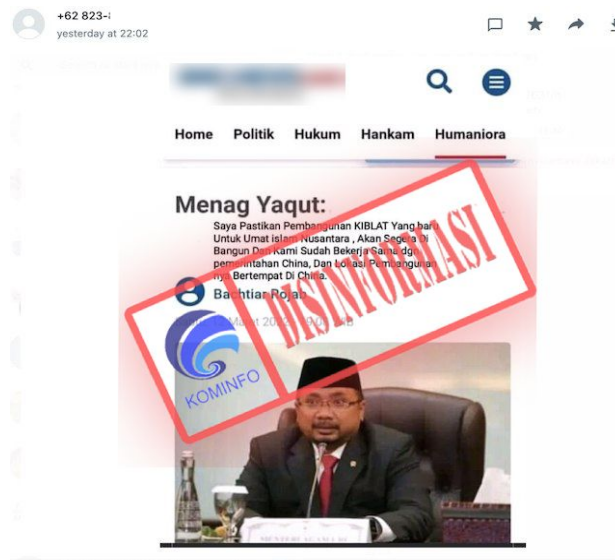 +62 823-
yesterday at 22:02
Home Politik Hukum Hankam Humaniora
Menag Yaqut:
Saya Pastikan Pembangunan KIBLAT Yang baru
Untuk Umat islam Nusantara , Akan Segera Di
Bangun Dan Kami Sudah Bekerja Sama dgn
pemerintahan China, Dan Lokasi Pembangunan
nya Bertempat Di China.
Bachtiar Rojab
DISINFORMASI
KOMINFO